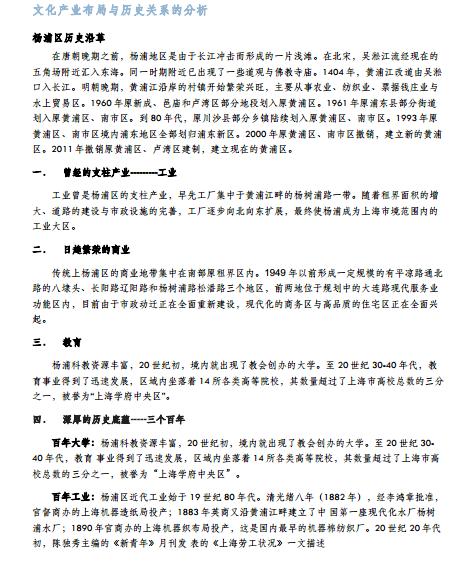 文化产业布局与历史关系的分析
杨浦区历史沿革
在唐朝晚期之前，杨浦地区是由于长江冲击而形成的一片浅滩。在北宋，吴淞江流经现在的
五角场附近汇入东海。同一时期附近已出现了一些道观与佛教寺庙。1404年，黄浦江改道由吴淞
口入长江。明朝晚期，黄浦江沿岸的村镇开始繁荣兴旺，主要从事农业、纺织业、票据钱庄业与
水上贸易区。1960年原新成、邑庙和卢湾区部分地段划入原黄浦区。1961年原浦东县部分街道
划入原黄浦区、南市区。到80年代，原川沙县部分乡镇陆续划入原黄浦区、南市区。1993年原
黄浦区、南市区境内浦东地区全部划归浦东新区。2000年原黄浦区、南市区撤销，建立新的黄浦
区。2011年撤销黄浦区、卢湾区建制，建立现在的黄浦区。
一． 曾经的支柱产业---------工业
工业曾是杨浦区的支柱产业，早先工厂集中于黄浦江畔的杨树浦路一带。随着租界面积的增
大、道路的建设与市政设施的完善，工厂逐步向北向东扩展，最终使杨浦成为上海市境范围内的
工业大区。
二． 日趋繁荣的商业
传统上杨浦区的商业地带集中在南部原租界区内。1949年以前形成一定规模的有平凉路通北
路的八埭头、长阳路辽阳路和杨树浦路松潘路三个地区，前两地位于规划中的大连路现代服务业
功能区内，目前由于市政动迁正在全面重新建设，现代化的商务区与高品质的住宅区正在全面兴
起。
三． 教育
杨浦科教资源丰富，20世纪初，境内就出现了教会创办的大学。至20世纪30-40年代，教
育事业得到了迅速发展，区域内坐落着14所各类高等院校，其数量超过了上海市高校总数的三分
之一，被誉为“上海学府中央区”。
四． 深厚的历史底蕴-----三个百年
百年大学：杨浦科教资源丰富，20世纪初，境内就出现了教会创办的大学。至20世纪30-
40年代，教育 事业得到了迅速发展，区域内坐落着14所各类高等院校，其数量超过了上海市高
校总数的三分之一，被誉为“上海学府中央区”。
百年工业：杨浦区近代工业始于19世纪80年代。清光绪八年（1882年），经李鸿章批准，
官督商办的上海机器造纸局投产；1883年英商又沿黄浦江畔建立了中 国第一座现代化水厂杨树
浦水厂；1890年官商办的上海机器织布局投产，这是国内最早的机器棉纺织厂。20世纪20年代
初，陈独秀主编的《新青年》月刊发 表的《上海劳工状况》一文描述